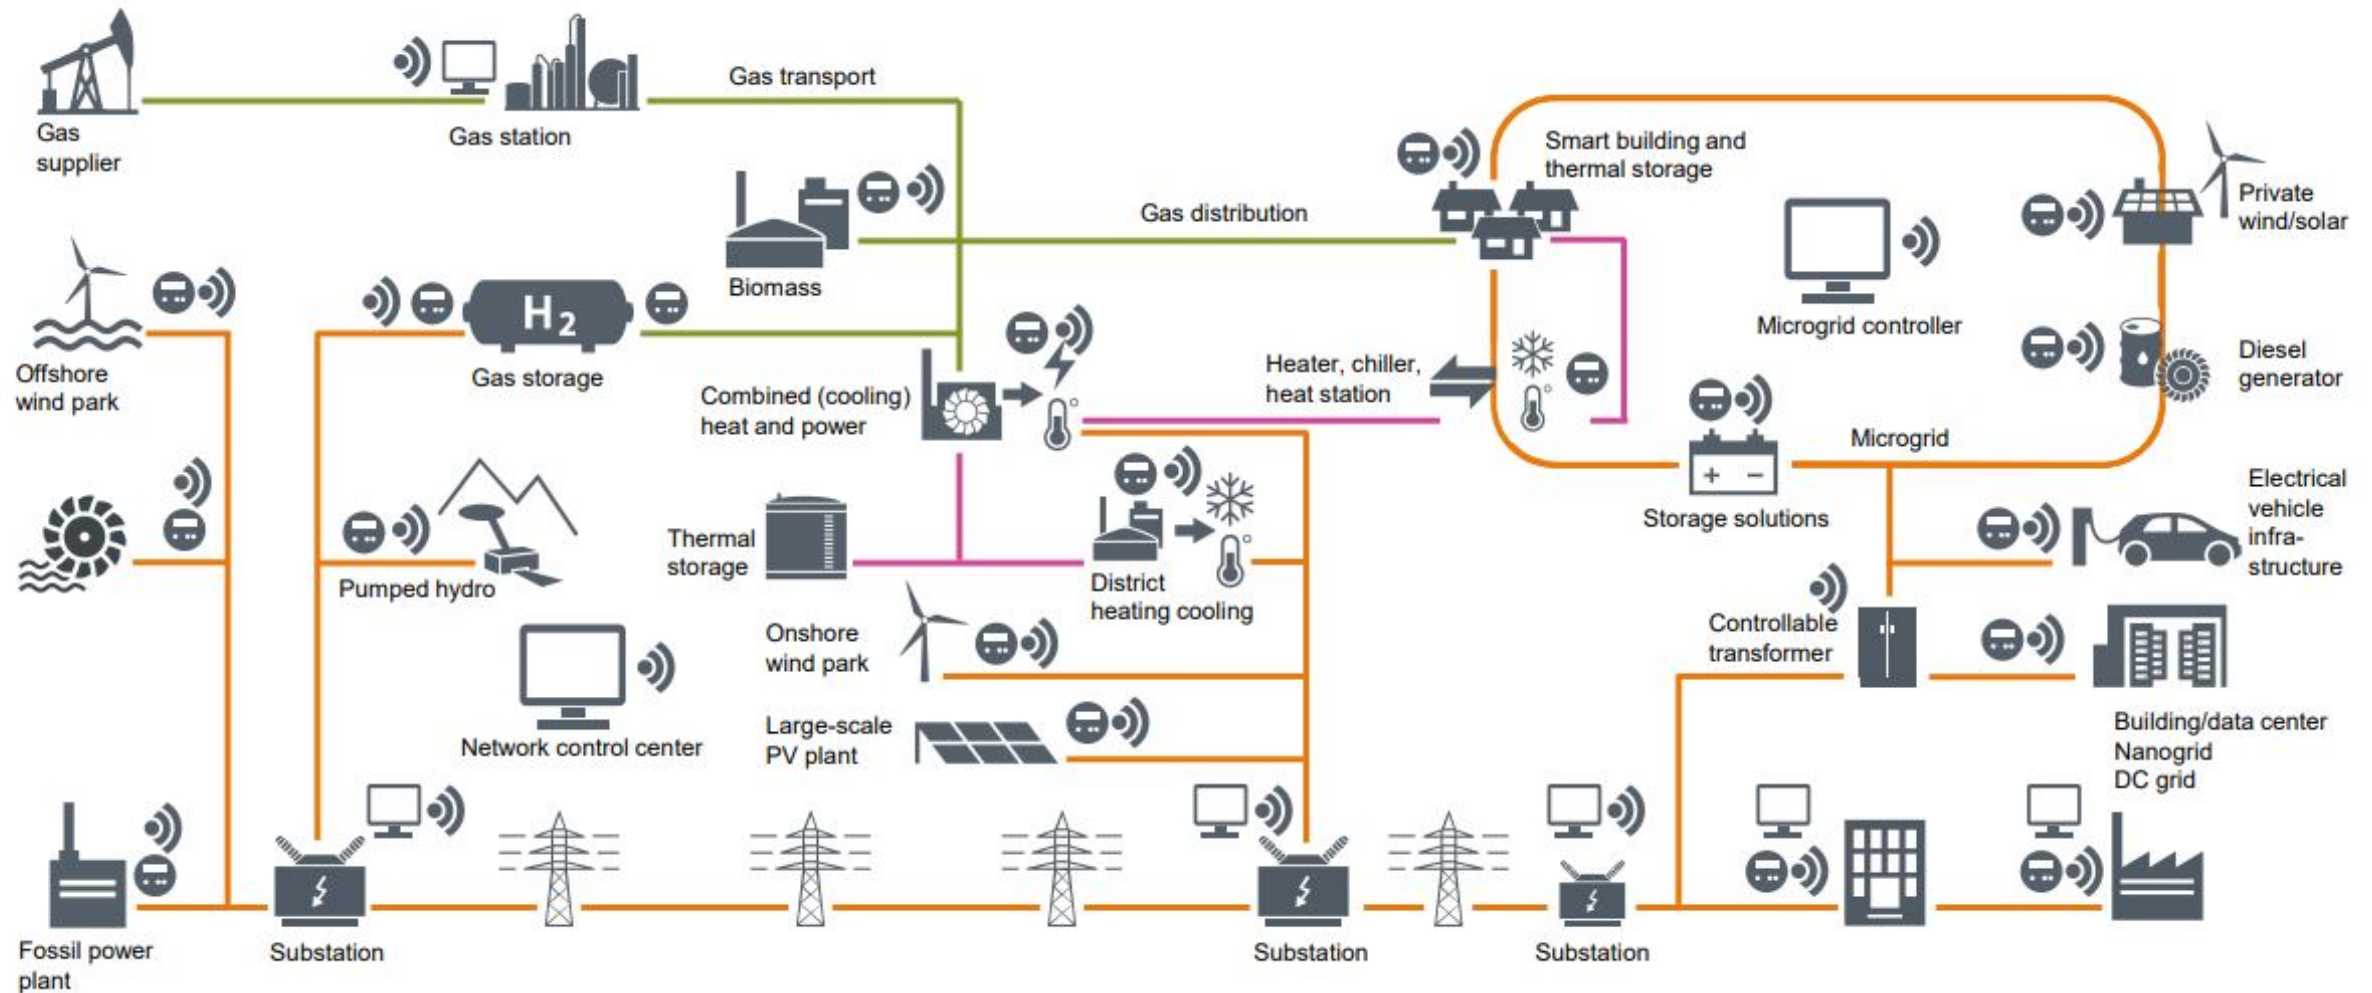 Gas transport
Gas
supplier
Gas station
Smart building and
thermal storage
Private
wind/solar
Gas distribution
Biomass
H2
Gas storage
Offshore
wind park
Microgrid controller
Diesel
generator
Combined (cooling)
heat and power
Heater, chiller,
heat station
Microgrid
+ −
Storage solutions
Electrical
vehicle
infra-
structure
Thermal
storage
Pumped hydro
District
heating cooling
Controllable
transformer
Onshore
wind park
Network control center
Large-scale
PV plant
Building/data center
Nanogrid
DC grid
Fossil power
plant
Substation
Substation
Substation